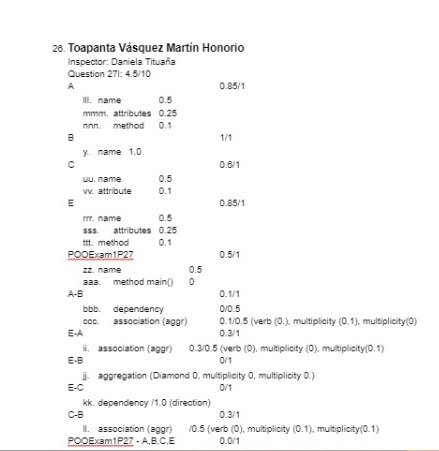 26. Toapanta Vásquez Martín Honorio
Inspector: Daniela Tituaña
Question 27I: 4.5/10
A 0.85/1
lll. name 0.5
mmm. attributes 0.25
nnn. method 0.1
B 1/1
y. name 1.0
C 0.6/1
uu. name 0.5
vv. attribute 0.1
E 0.85/1
rrr. name 0.5
sss. attributes 0.25
ttt. method 0.1
POOExam1P27 0.5/1
zz. name 0.5
aaa. method main() 0
A-B 0.1/1
bbb. dependency 0/0.5
ccc. association (aggr) 0.1/0.5 (verb (0.), multiplicity (0.1), multiplicity(0)
E-A 0.3/1
ii. association (aggr) 0.3/0.5 (verb (0), multiplicity (0), multiplicity(0.1)
E-B 0/1
jj. aggregation (Diamond 0, multiplicity 0, multiplicity 0.)
E-C 0/1
kk. dependency /1.0 (direction)
C-B 0.3/1
ll. association (aggr) /0.5 (verb (0), multiplicity (0.1), multiplicity(0.1)
POOExam1P27 - A,B,C,E 0.0/1